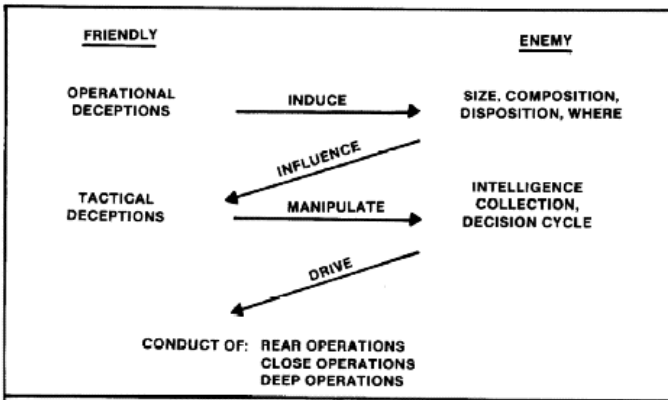 FRIENDLY
ENEMY
OPERATIONAL
DECEPTIONS
INDUCE
SIZE, COMPOSITION,
DISPOSITION, WHERE
INFLUENCE
TACTICAL
DECEPTIONS
MANIPULATE
INTELLIGENCE
COLLECTION,
DECISION CYCLE
DRIVE
CONDUCT OF: REAR OPERATIONS
CLOSE OPERATIONS
DEEP OPERATIONS